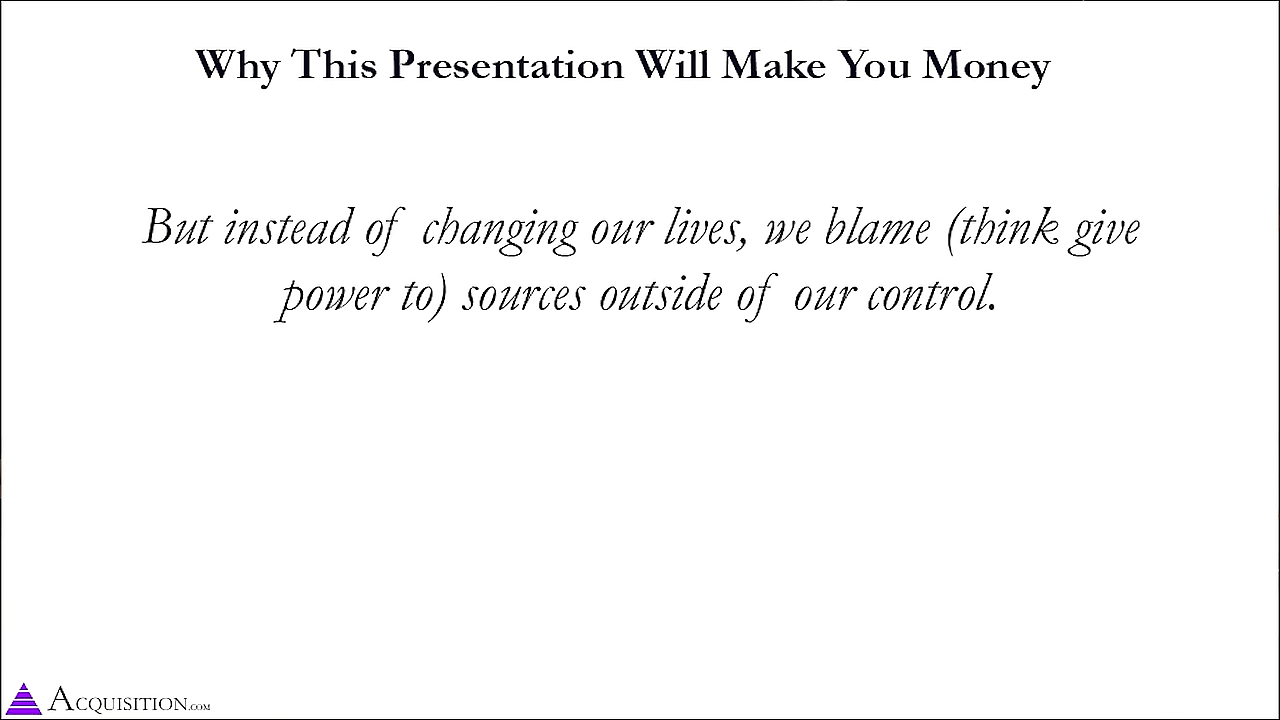 Why This Presentation Will Make You Money
But instead of changing our lives, we blame (think give
power to) sources outside of our control.
ACQUISITION.COM